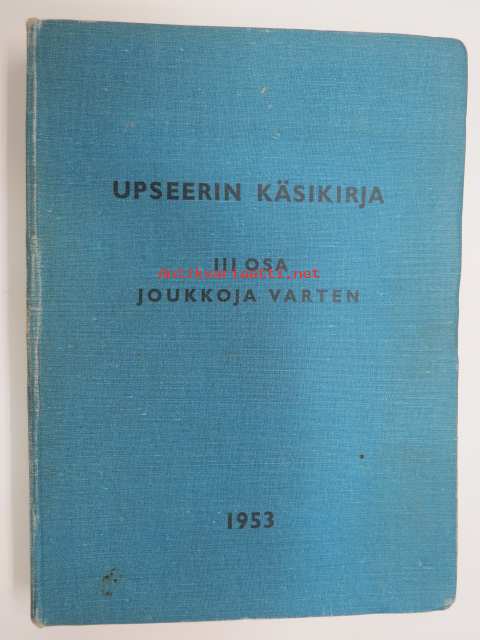 UPSEERIN KÄSIKIRJA
III OSA
Antikvariaatti.net
JOUKKOJA VARTEN
1953